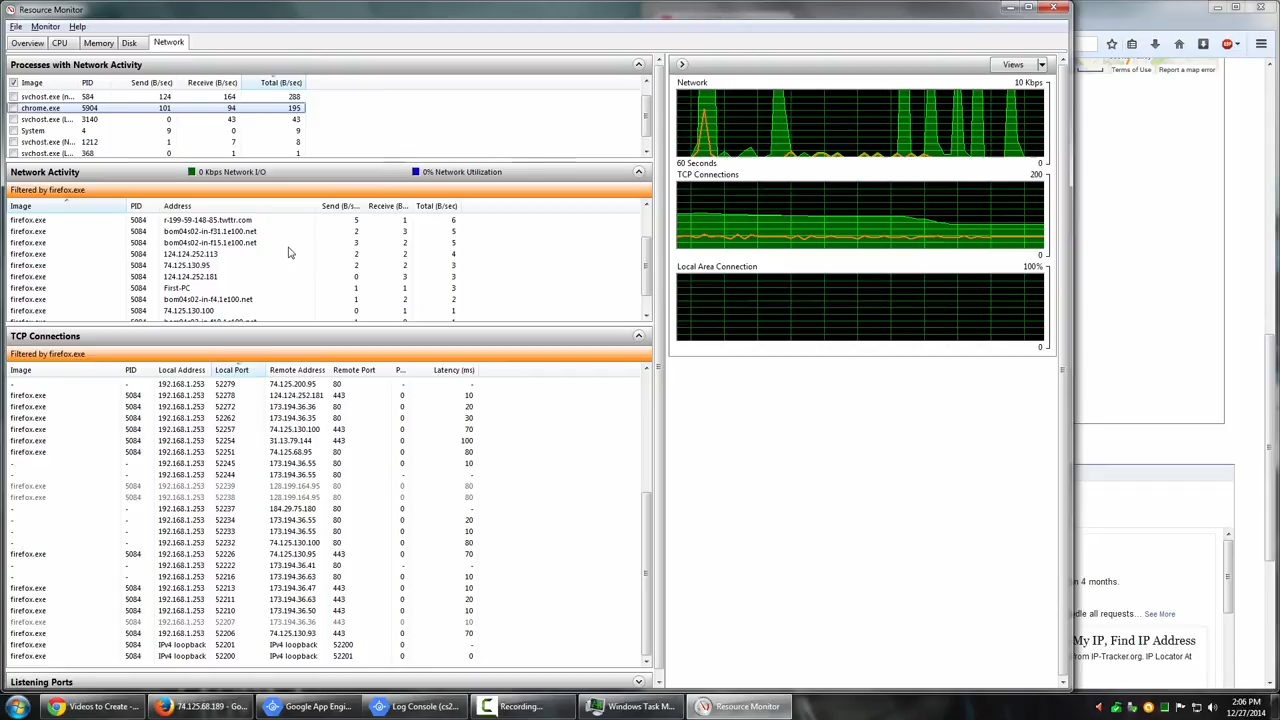 Resource Monitor
File Monitor Help
Overview CPU Memory Disk Network
Processes with Network Activity
Image PID Send (B/sec) Receive (B/sec) Total (B/sec)
svchost.exe (n... 584 124 164 288
chrome.exe 5904 101 94 195
svchost.exe (L... 3140 0 43 43
System 4 9 0 9
svchost.exe (N... 1212 1 7 8
svchost.exe (L... 368 0 1 1
Network Activity 0 Kbps Network I/O 0% Network Utilization
Filtered by firefox.exe
Image PID Address Send (B/s... Receive (B... Total (B/sec)
firefox.exe 5084 r-199-59-148-85.twttr.com 5 1 6
firefox.exe 5084 bom04s02-in-f31.1e100.net 2 3 5
firefox.exe 5084 bom04s02-in-f15.1e100.net 3 2 5
firefox.exe 5084 124.124.252.113 2 2 4
firefox.exe 5084 74.125.130.95 2 2 3
firefox.exe 5084 124.124.252.181 0 3 3
firefox.exe 5084 First-PC 1 1 3
firefox.exe 5084 bom04s02-in-f4.1e100.net 1 2 2
firefox.exe 5084 74.125.130.100 0 1 1
TCP Connections
Filtered by firefox.exe
Image PID Local Address Local Port Remote Address Remote Port P... Latency (ms)
- 192.168.1.253 52279 74.125.200.95 80 - -
firefox.exe 5084 192.168.1.253 52278 124.124.252.181 443 0 10
firefox.exe 5084 192.168.1.253 52272 173.194.36.36 80 0 20
firefox.exe 5084 192.168.1.253 52262 173.194.36.35 80 0 30
firefox.exe 5084 192.168.1.253 52257 74.125.130.100 443 0 70
firefox.exe 5084 192.168.1.253 52254 31.13.79.144 443 0 100
firefox.exe 5084 192.168.1.253 52251 74.125.68.95 80 0 80
- 192.168.1.253 52245 173.194.36.55 80 0 10
- 192.168.1.253 52244 173.194.36.55 80 - -
firefox.exe 5084 192.168.1.253 52239 128.199.164.95 80 0 80
firefox.exe 5084 192.168.1.253 52238 128.199.164.95 80 0 80
- 192.168.1.253 52237 184.29.75.180 80 0 -
- 192.168.1.253 52234 173.194.36.55 80 0 20
- 192.168.1.253 52233 173.194.36.55 80 0 10
- 192.168.1.253 52232 74.125.130.100 80 0 80
firefox.exe 5084 192.168.1.253 52226 74.125.130.95 443 0 70
- 192.168.1.253 52222 173.194.36.41 80 - -
- 192.168.1.253 52216 173.194.36.63 80 0 10
firefox.exe 5084 192.168.1.253 52213 173.194.36.47 443 0 10
firefox.exe 5084 192.168.1.253 52211 173.194.36.63 443 0 20
firefox.exe 5084 192.168.1.253 52210 173.194.36.50 443 0 10
firefox.exe 5084 192.168.1.253 52207 173.194.36.36 443 0 10
firefox.exe 5084 192.168.1.253 52206 74.125.130.93 443 0 70
firefox.exe 5084 IPv4 loopback 52201 IPv4 loopback 52200 0 -
firefox.exe 5084 IPv4 loopback 52200 IPv4 loopback 52201 0 0
Listening Ports
Views
Network 10 Kbps
60 Seconds 0
TCP Connections 200
0
Local Area Connection 100%
0
Terms of Use Report a map error
n 4 months.
dle all requests... See More
My IP, Find IP Address
rom IP-Tracker.org. IP Locator At
Videos to Create -... 74.125.68.189 - Go... Google App Engi... Log Console (cs2... Recording... Windows Task M... Resource Monitor
2:06 PM
12/27/2014